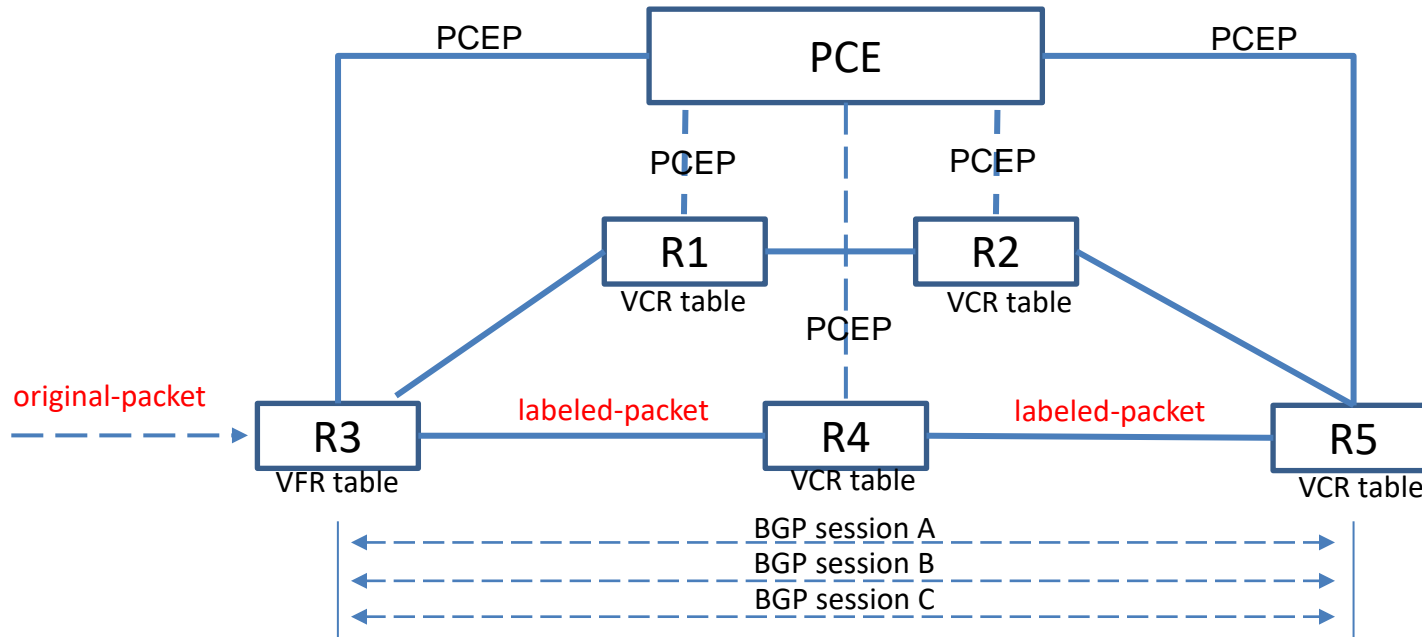 PCEP
PCE
PCEP
PCEP
PCEP
R1
R2
VCR table
VCR table
PCEP
original-packet
labeled-packet
labeled-packet
R3
R4
R5
VFR table
VCR table
VCR table
BGP session A
BGP session B
BGP session C